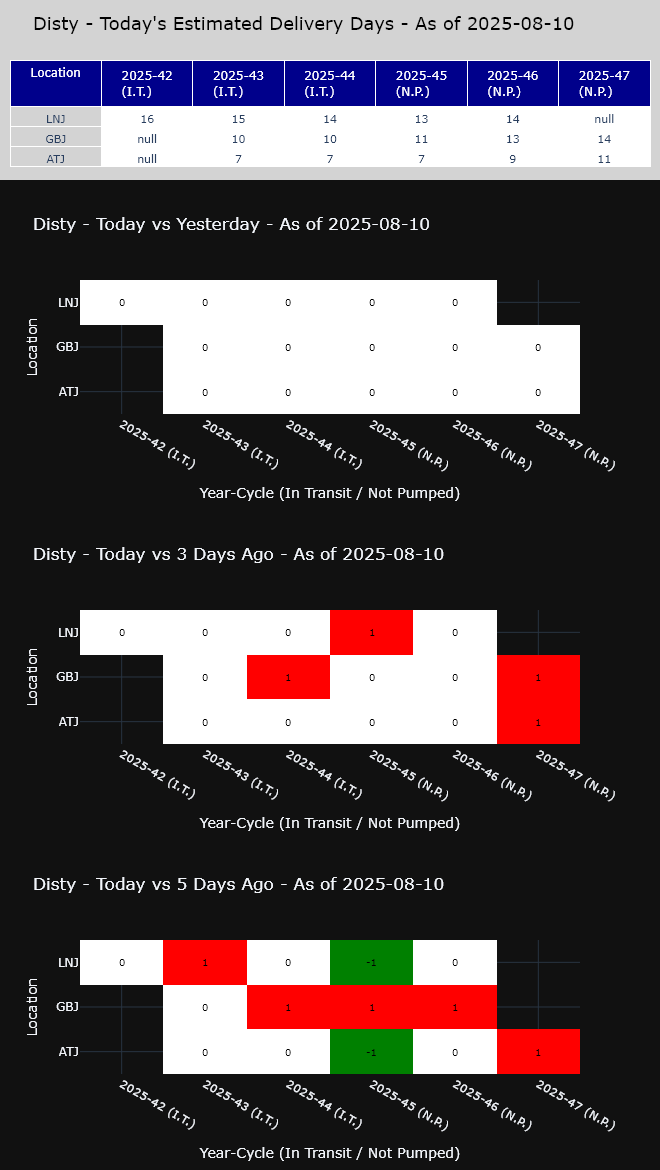 Disty - Today's Estimated Delivery Days - As of 2025-08-10
Location 2025-42 (I.T.) 2025-43 (I.T.) 2025-44 (I.T.) 2025-45 (N.P.) 2025-46 (N.P.) 2025-47 (N.P.)
LNJ 16 15 14 13 14 null
GBJ null 10 10 11 13 14
ATJ null 7 7 7 9 11
Disty - Today vs Yesterday - As of 2025-08-10
Location
LNJ 0 0 0 0 0
GBJ 0 0 0 0 0
ATJ 0 0 0 0 0
2025-42 (I.T.) 2025-43 (I.T.) 2025-44 (I.T.) 2025-45 (N.P.) 2025-46 (N.P.) 2025-47 (N.P.)
Year-Cycle (In Transit / Not Pumped)
Disty - Today vs 3 Days Ago - As of 2025-08-10
Location
LNJ 0 0 0 1 0
GBJ 0 1 0 0 1
ATJ 0 0 0 0 1
2025-42 (I.T.) 2025-43 (I.T.) 2025-44 (I.T.) 2025-45 (N.P.) 2025-46 (N.P.) 2025-47 (N.P.)
Year-Cycle (In Transit / Not Pumped)
Disty - Today vs 5 Days Ago - As of 2025-08-10
Location
LNJ 0 1 0 -1 0
GBJ 0 1 1 1
ATJ 0 0 -1 0 1
2025-42 (I.T.) 2025-43 (I.T.) 2025-44 (I.T.) 2025-45 (N.P.) 2025-46 (N.P.) 2025-47 (N.P.)
Year-Cycle (In Transit / Not Pumped)